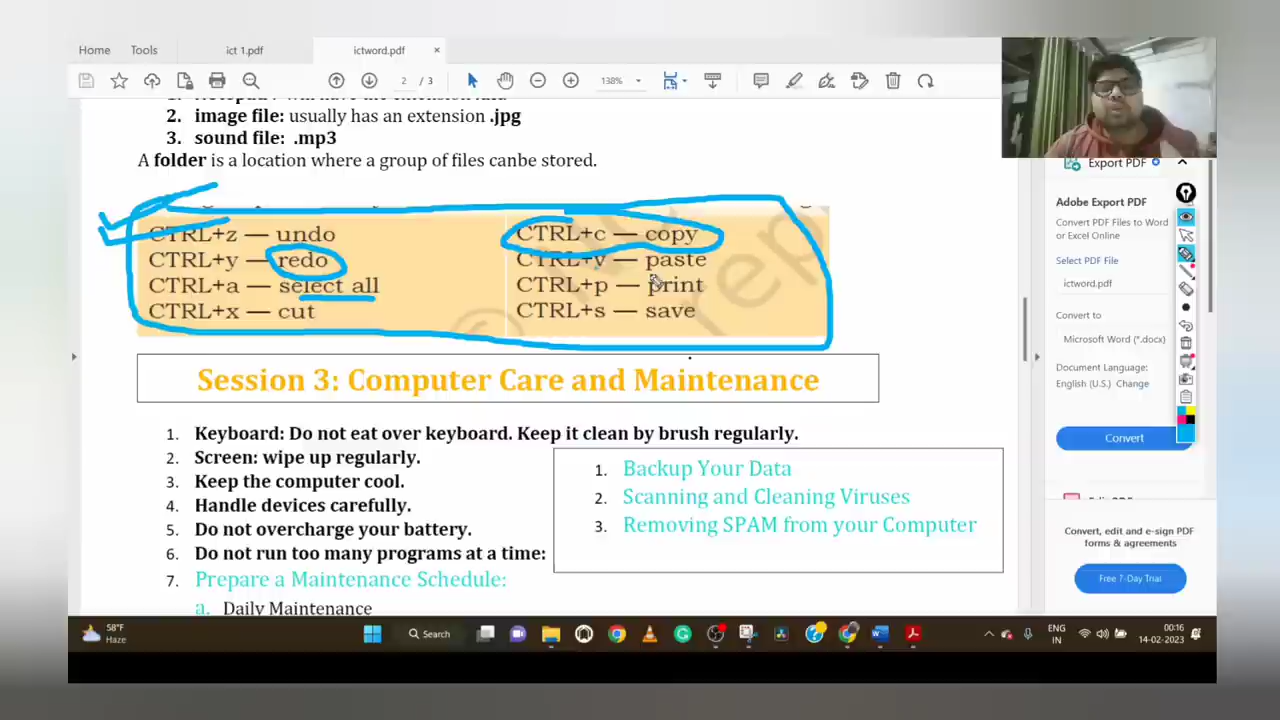 Home Tools ict 1.pdf ictword.pdf ×
2 / 3 138%
2. image file: usually has an extension .jpg
3. sound file: .mp3
A folder is a location where a group of files canbe stored.
CTRL+z — undo
CTRL+y — redo
CTRL+a — select all
CTRL+x — cut
CTRL+c — copy
CTRL+v — paste
CTRL+p — print
CTRL+s — save
Session 3: Computer Care and Maintenance
1. Keyboard: Do not eat over keyboard. Keep it clean by brush regularly.
2. Screen: wipe up regularly.
3. Keep the computer cool.
4. Handle devices carefully.
5. Do not overcharge your battery.
6. Do not run too many programs at a time:
7. Prepare a Maintenance Schedule:
a. Daily Maintenance
1. Backup Your Data
2. Scanning and Cleaning Viruses
3. Removing SPAM from your Computer
Export PDF
Adobe Export PDF
Convert PDF Files to Word
or Excel Online
Select PDF File
ictword.pdf
Convert to
Microsoft Word (*.docx)
Document Language:
English (U.S.) Change
Convert
Convert, edit and e-sign PDF
forms & agreements
Free 7-Day Trial
58°F
Haze
Search
ENG
IN
00:16
14-02-2023